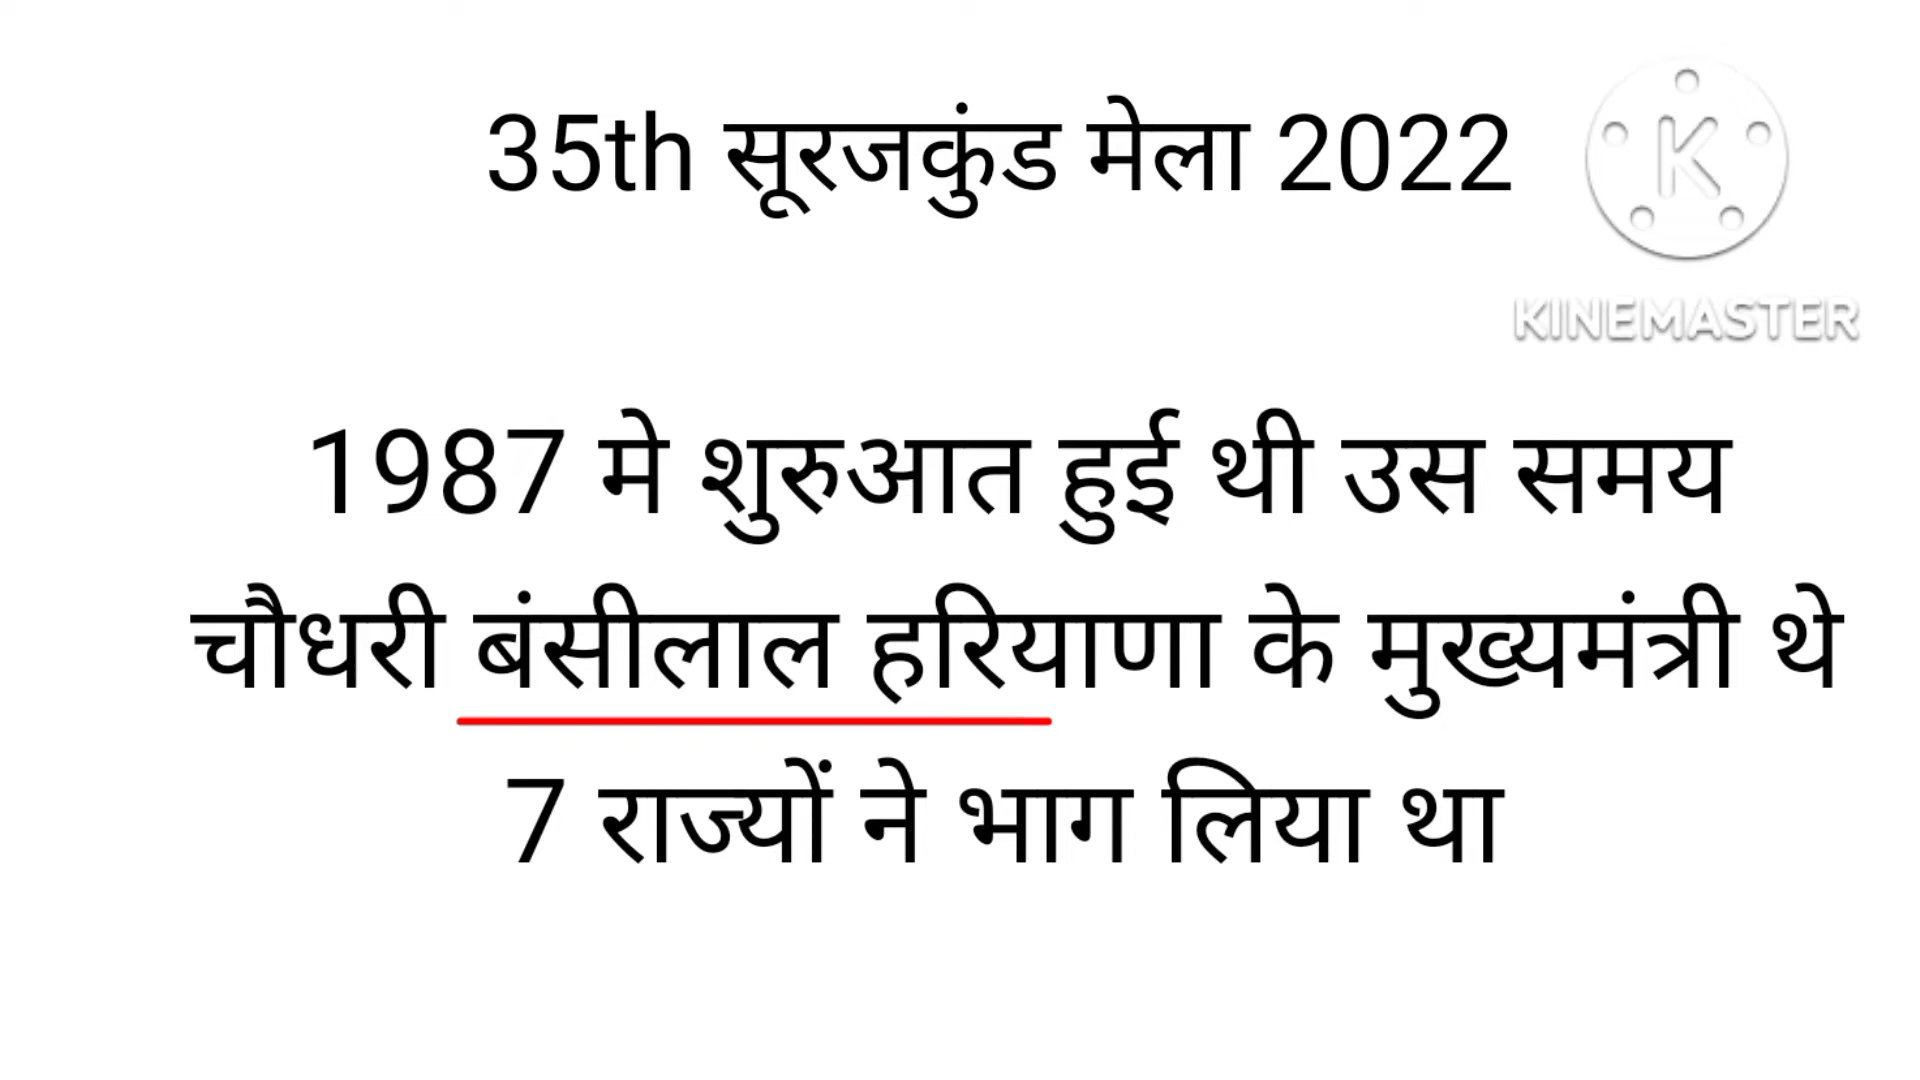 35th सूरजकुंड मेला 2022
K
KINEMASTER
1987 मे शुरुआत हुई थी उस समय
चौधरी बंसीलाल हरियाणा के मुख्यमंत्री थे
7 राज्यों ने भाग लिया था